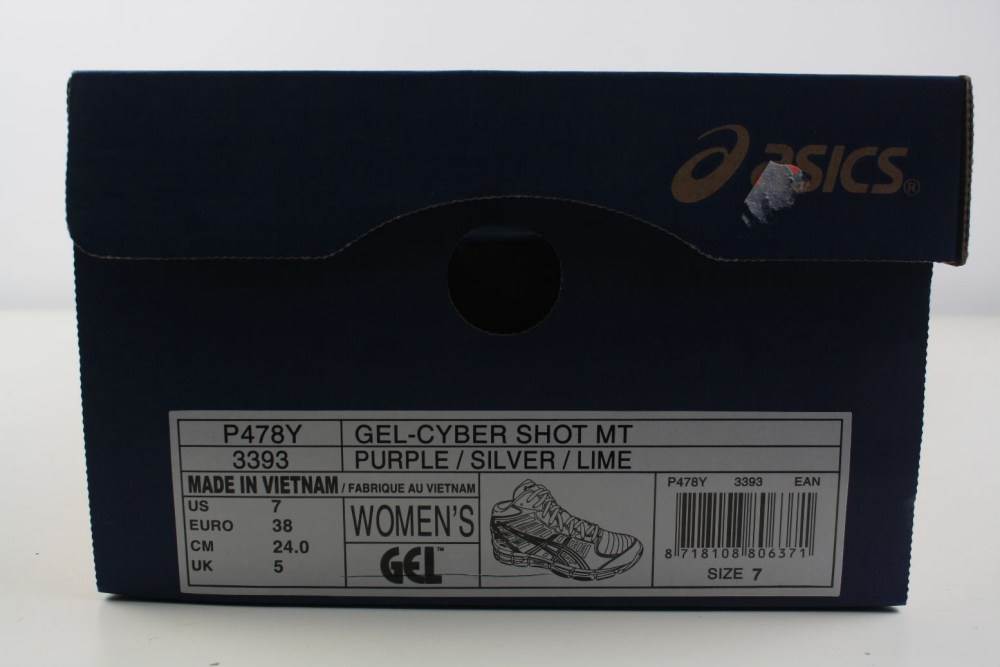 asics®
P478Y GEL-CYBER SHOT MT
3393 PURPLE / SILVER / LIME
MADE IN VIETNAM / FABRIQUE AU VIETNAM
US 7
EURO 38
CM 24.0
UK 5
WOMEN'S
GEL™
P478Y 3393 EAN
8 718108 806371
SIZE 7